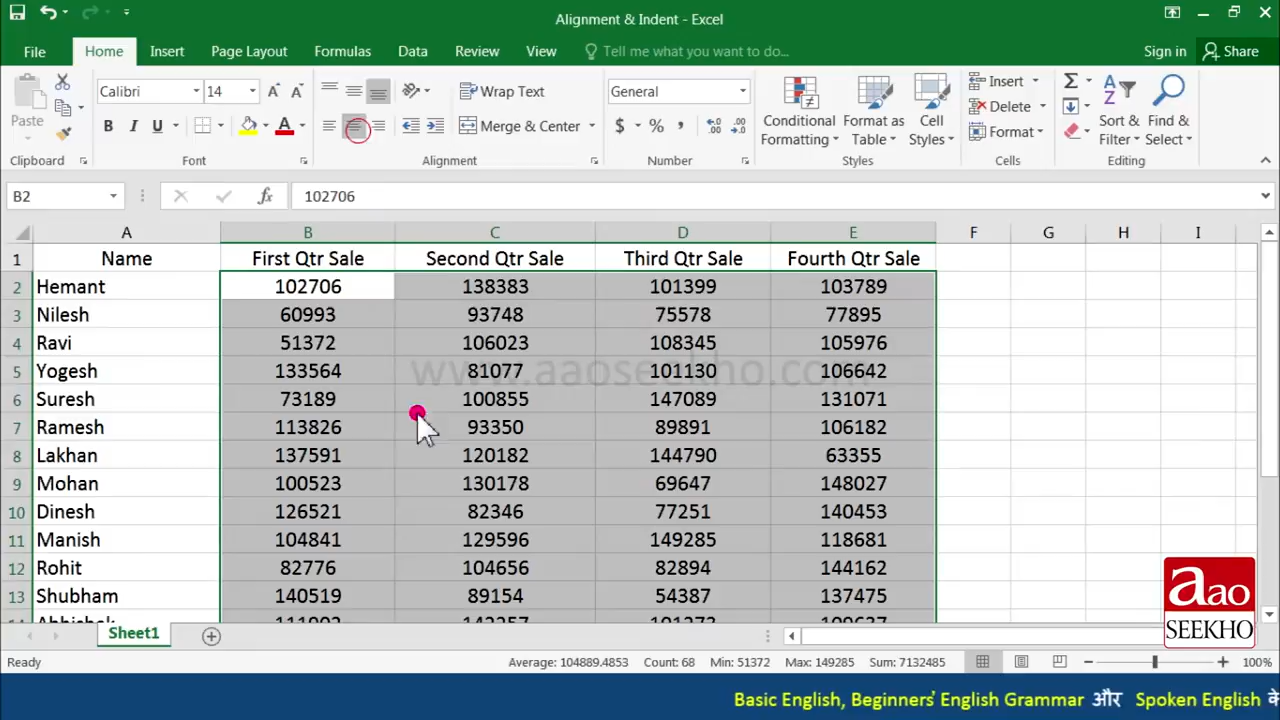 Alignment & Indent - Excel
File Home Insert Page Layout Formulas Data Review View Tell me what you want to do... Sign in Share
Paste Calibri 14 Wrap Text General Conditional Formatting Format as Table Cell Styles Insert Sort & Filter Find & Select
B I U Merge & Center $ % , Delete
Format
Clipboard Font Alignment Number Styles Cells Editing
B2 fx 102706
A B C D E F G H I
1 Name First Qtr Sale Second Qtr Sale Third Qtr Sale Fourth Qtr Sale
2 Hemant 102706 138383 101399 103789
3 Nilesh 60993 93748 75578 77895
4 Ravi 51372 106023 108345 105976
5 Yogesh 133564 81077 101130 106642
www.aaoseekho.com
6 Suresh 73189 100855 147089 131071
7 Ramesh 113826 93350 89891 106182
8 Lakhan 137591 120182 144790 63355
9 Mohan 100523 130178 69647 148027
10 Dinesh 126521 82346 77251 140453
11 Manish 104841 129596 149285 118681
12 Rohit 82776 104656 82894 144162
13 Shubham 140519 89154 54387 137475
aao
SEEKHO
Sheet1
Ready Average: 104889.4853 Count: 68 Min: 51372 Max: 149285 Sum: 7132485 100%
Basic English, Beginners' English Grammar और Spoken English के